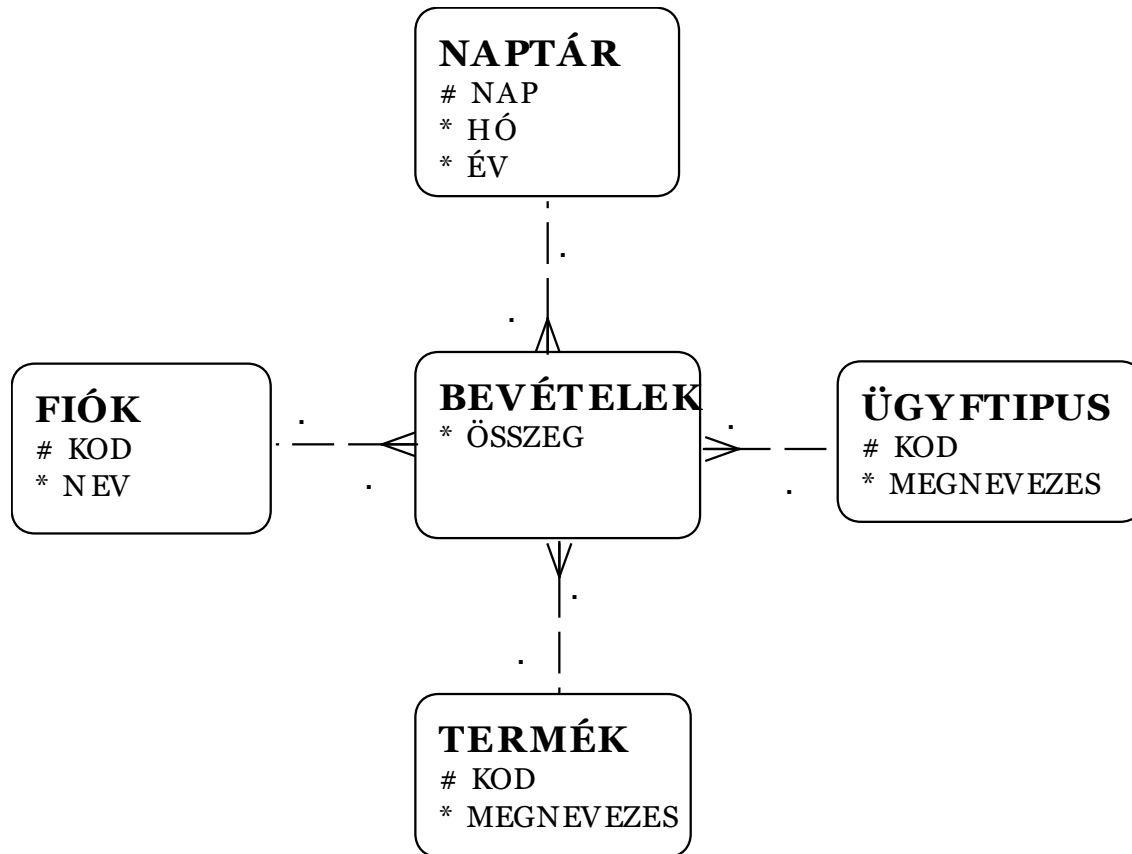 NAPTÁR
# NAP
* HÓ
* ÉV
FIÓK
# KOD
* NEV
BEVÉTELEK
* ÖSSZEG
ÜGYFTIPUS
# KOD
* MEGNEVEZES
TERMÉK
# KOD
* MEGNEVEZES